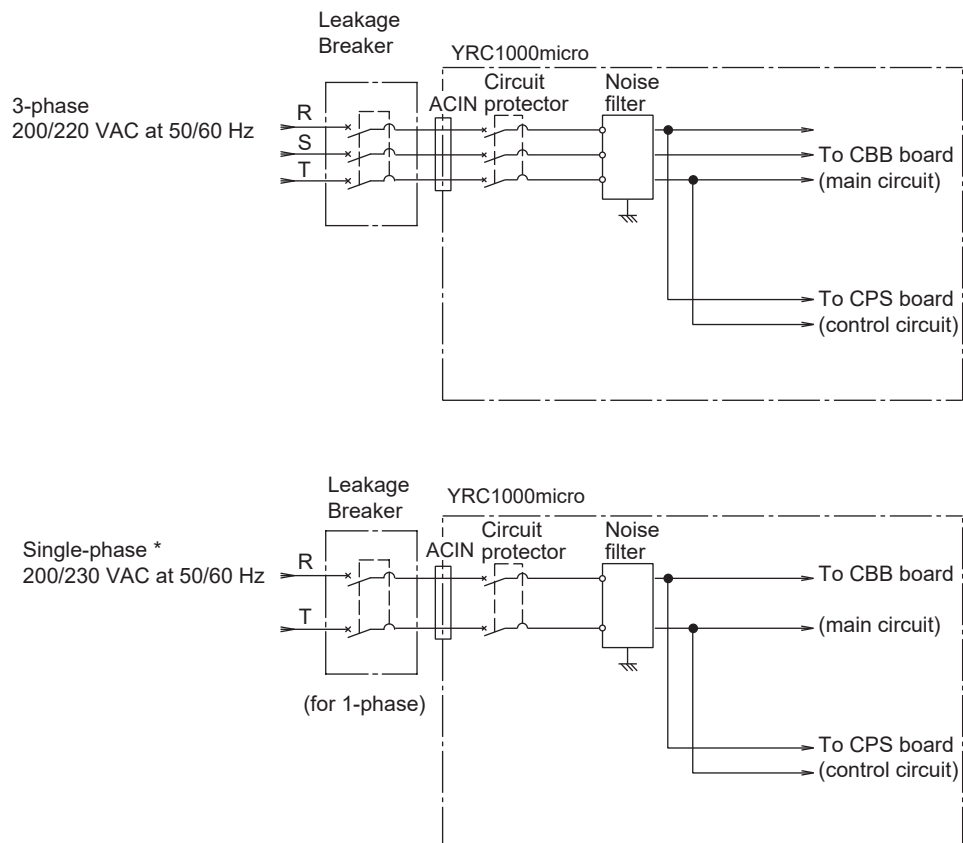 Leakage
Breaker
YRC1000micro
3-phase
200/220 VAC at 50/60 Hz
R
S
T
ACIN
Circuit
protector
Noise
filter
To CBB board
(main circuit)
To CPS board
(control circuit)
Leakage
Breaker
YRC1000micro
Single-phase *
200/230 VAC at 50/60 Hz
R
T
ACIN
Circuit
protector
Noise
filter
To CBB board
(main circuit)
(for 1-phase)
To CPS board
(control circuit)